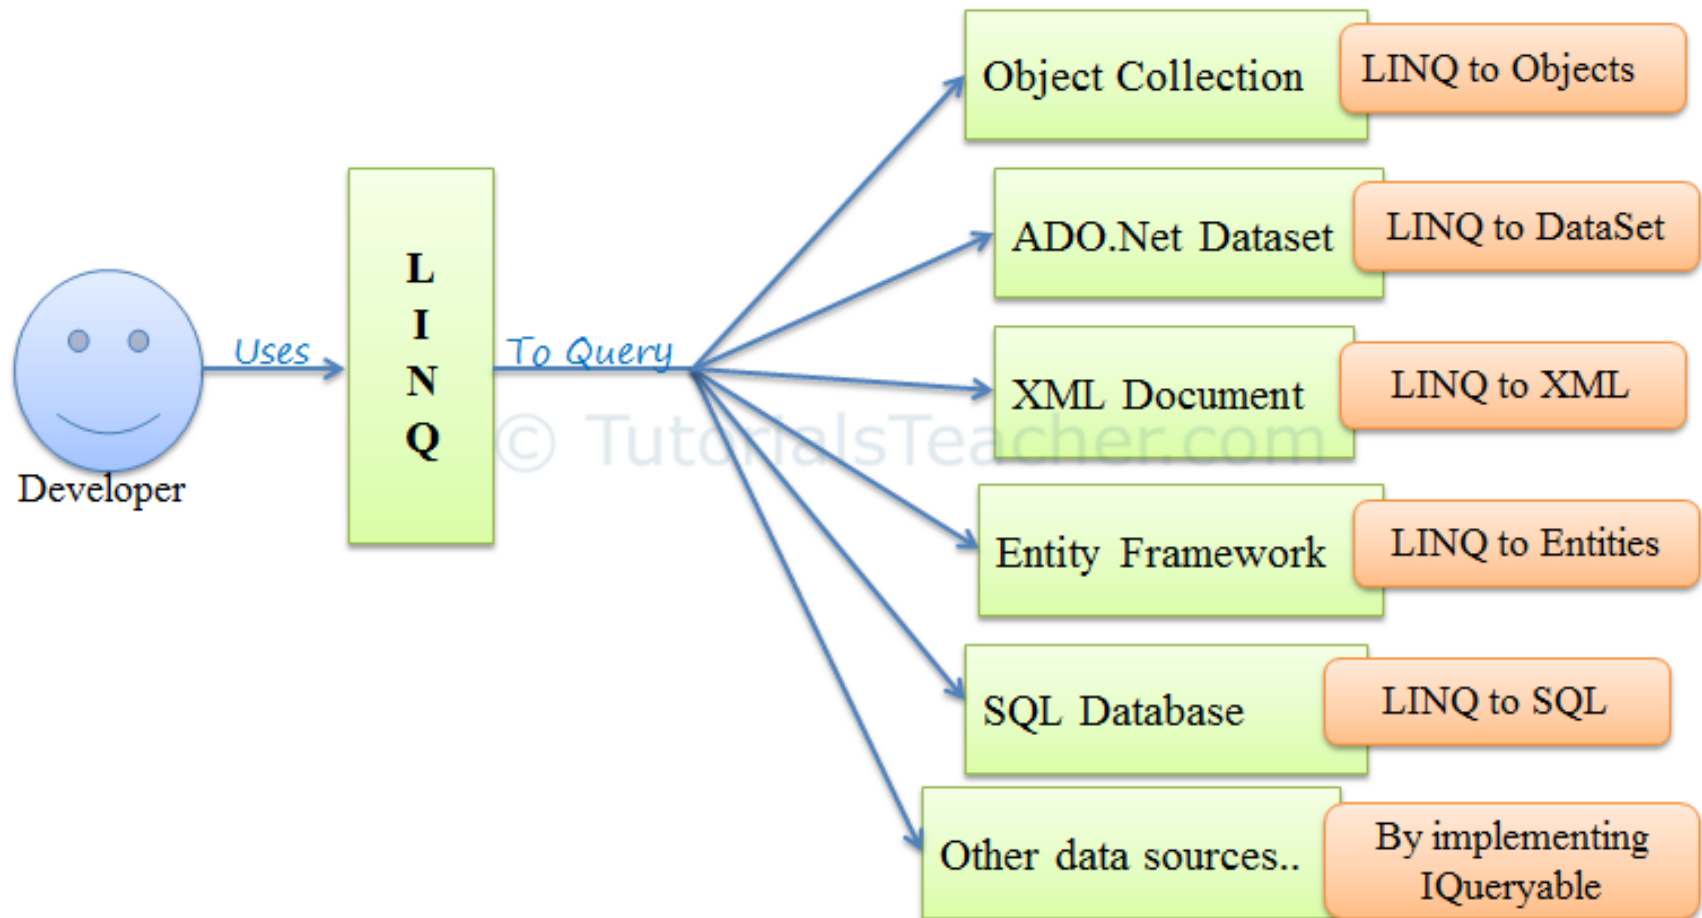 Object Collection
LINQ to Objects
ADO.Net Dataset
LINQ to DataSet
L
I
N
Q
Uses
To Query
XML Document
LINQ to XML
© TutorialsTeacher.com
Developer
Entity Framework
LINQ to Entities
SQL Database
LINQ to SQL
Other data sources..
By implementing
IQueryable